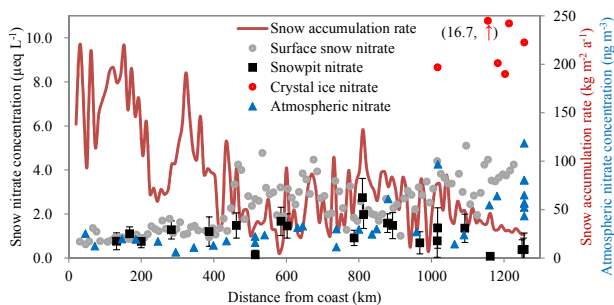 Snow nitrate concentration (µeq L⁻¹)
10.0
8.0
6.0
4.0
2.0
0.0
Snow accumulation rate
Surface snow nitrate
Snowpit nitrate
Crystal ice nitrate
Atmospheric nitrate
(16.7, ↑)
250
200
150
100
50
0
Snow accumulation rate (kg m⁻² a⁻¹)
Atmospheric nitrate concentration (ng m⁻³)
0 200 400 600 800 1000 1200
Distance from coast (km)